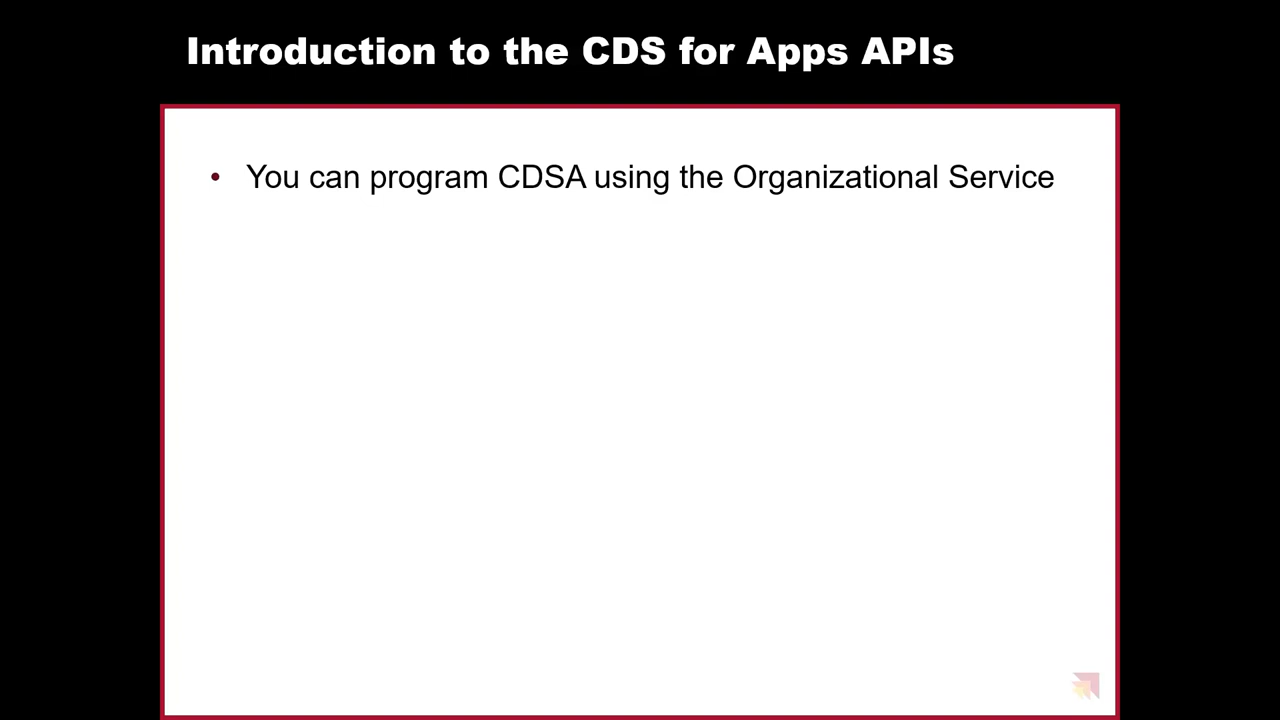 Introduction to the CDS for Apps APIs
• You can program CDSA using the Organizational Service